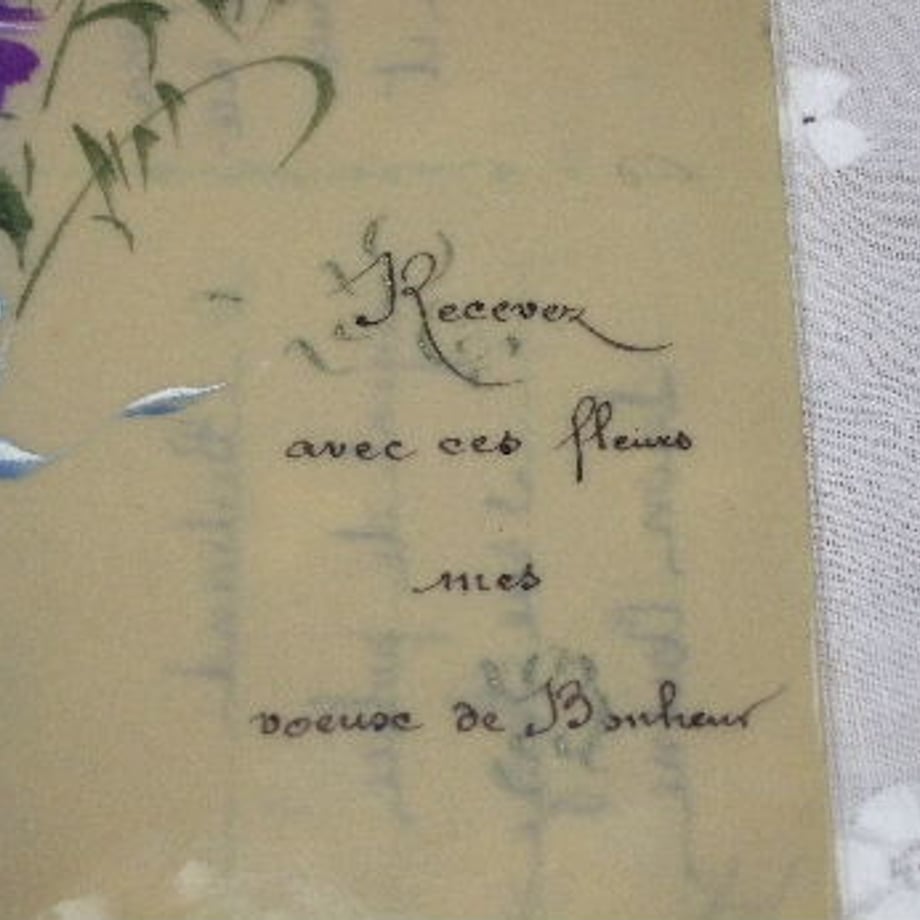 Recevez
avec ces fleurs
mes
voeux de Bonheur